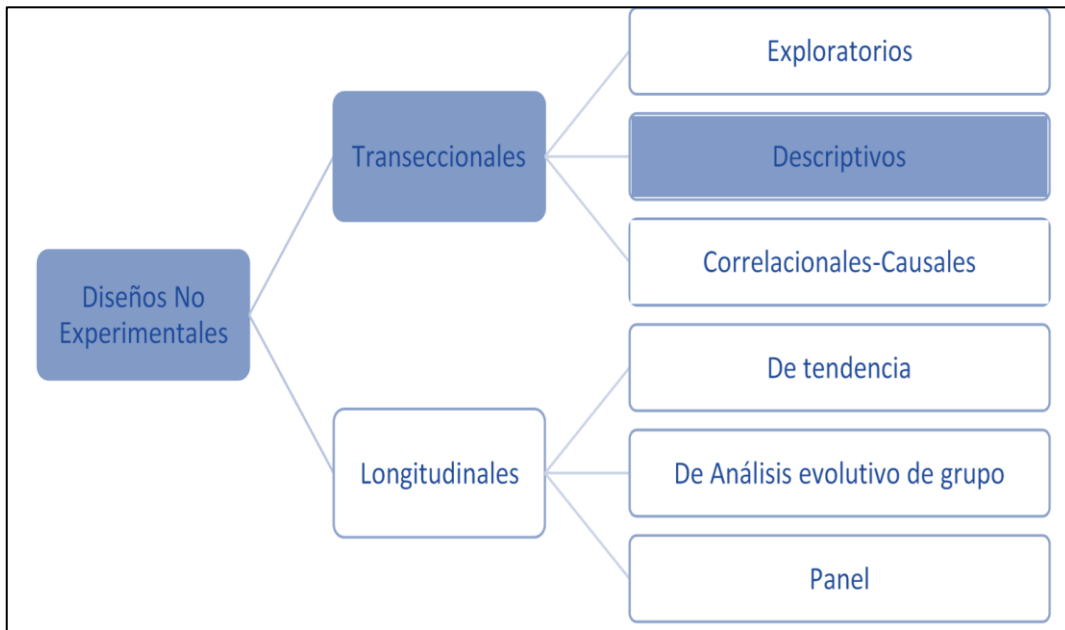 Exploratorios
Transeccionales
Descriptivos
Correlacionales-Causales
Diseños No
Experimentales
De tendencia
Longitudinales
De Análisis evolutivo de grupo
Panel